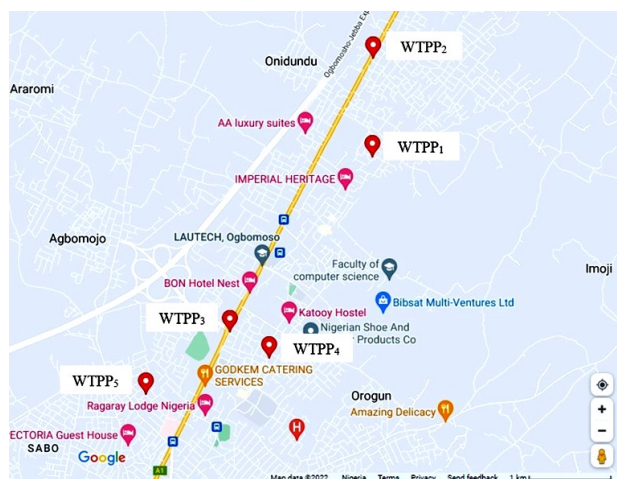 WTPP2
Onidundu
Ogbomosho-Jebba Exp
Araromi
AA luxury suites
WTPP1
IMPERIAL HERITAGE
LAUTECH, Ogbomoso
Agbomojo
Faculty of
computer science
Imoji
BON Hotel Nest
Bibsat Multi-Ventures Ltd
WTPP3
Katooy Hostel
Nigerian Shoe And
r Products Co
WTPP4
GODKEM CATERING
SERVICES
WTPP5
Orogun
Ragaray Lodge Nigeria
Amazing Delicacy
H
ECTORIA Guest House
SABO
Google
A1
Map data ©2022 Nigeria Terms Privacy Send feedback 1 km